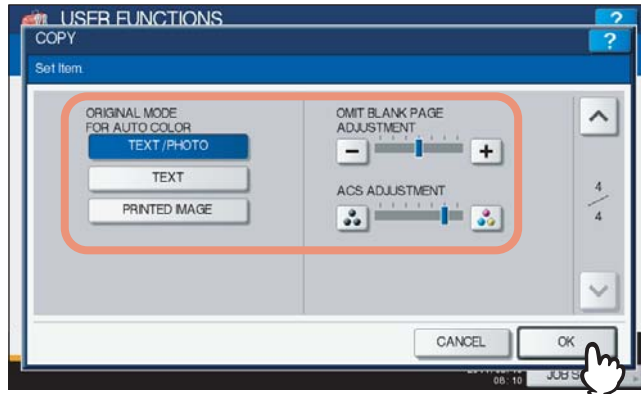 USER FUNCTIONS
?
COPY
?
Set Item.
ORIGINAL MODE
FOR AUTO COLOR
TEXT/PHOTO
TEXT
PRINTED IMAGE
OMIT BLANK PAGE
ADJUSTMENT
-
+
ACS ADJUSTMENT
4
4
CANCEL
OK
08:10
JOB S